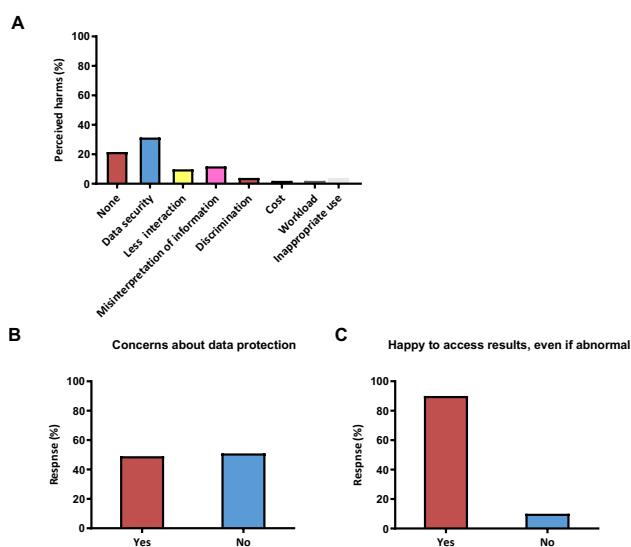 A
100
80
60
40
20
0
Perceived harms (%)
None
Data security
Less interaction
Misinterpretation of information
Discrimination
Cost
Workload
Inappropriate use
B
Concerns about data protection
100
80
60
40
20
0
Respnse (%)
Yes
No
C
Happy to access results, even if abnormal
100
80
60
40
20
0
Respnse (%)
Yes
No